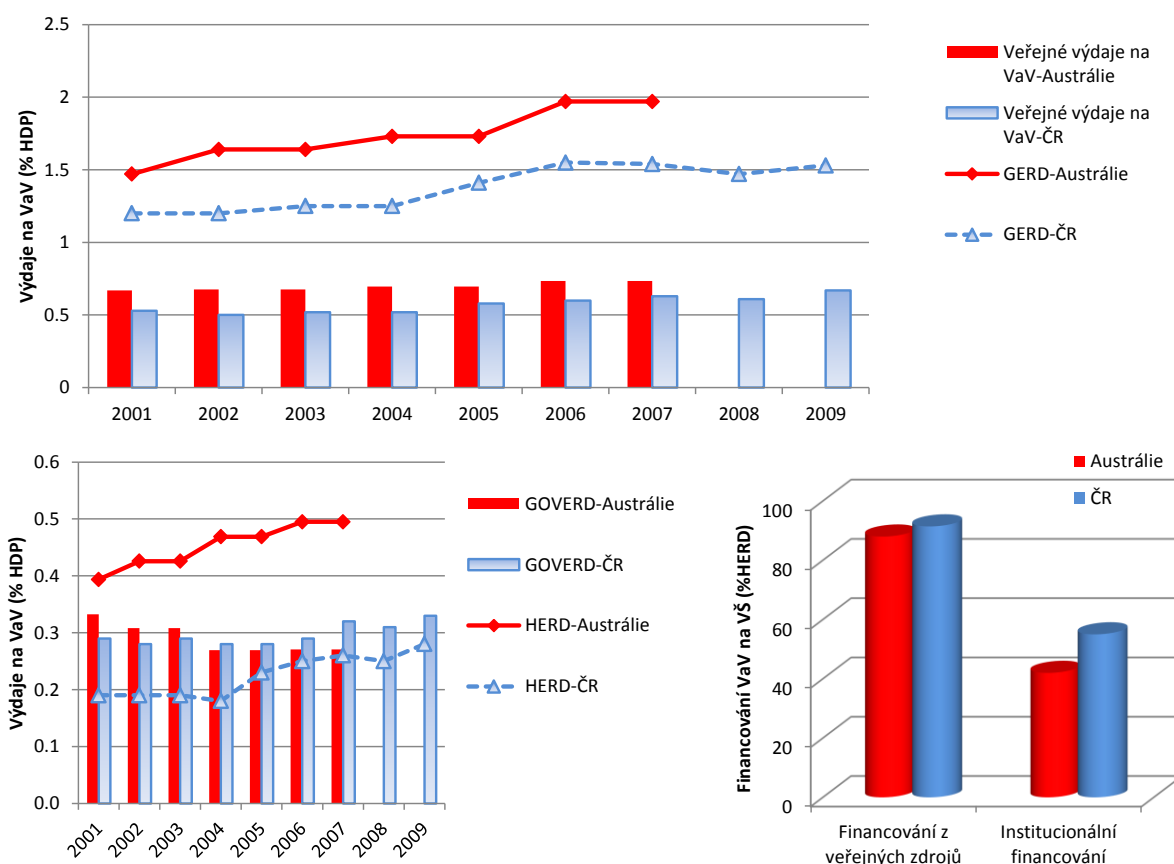 2.5
2
1.5
1
0.5
0
Výdaje na VaV (% HDP)
2001 2002 2003 2004 2005 2006 2007 2008 2009
Veřejné výdaje na
VaV-Austrálie
Veřejné výdaje na
VaV-ČR
GERD-Austrálie
GERD-ČR
0.6
0.5
0.4
0.3
0.2
0.1
0.0
Výdaje na VaV (% HDP)
2001 2002 2003 2004 2005 2006 2007 2008 2009
GOVERD-Austrálie
GOVERD-ČR
HERD-Austrálie
HERD-ČR
Austrálie
ČR
100
80
60
40
20
0
Financování VaV na VŠ (%HERD)
Financování z
veřejných zdrojů
Institucionální
financování